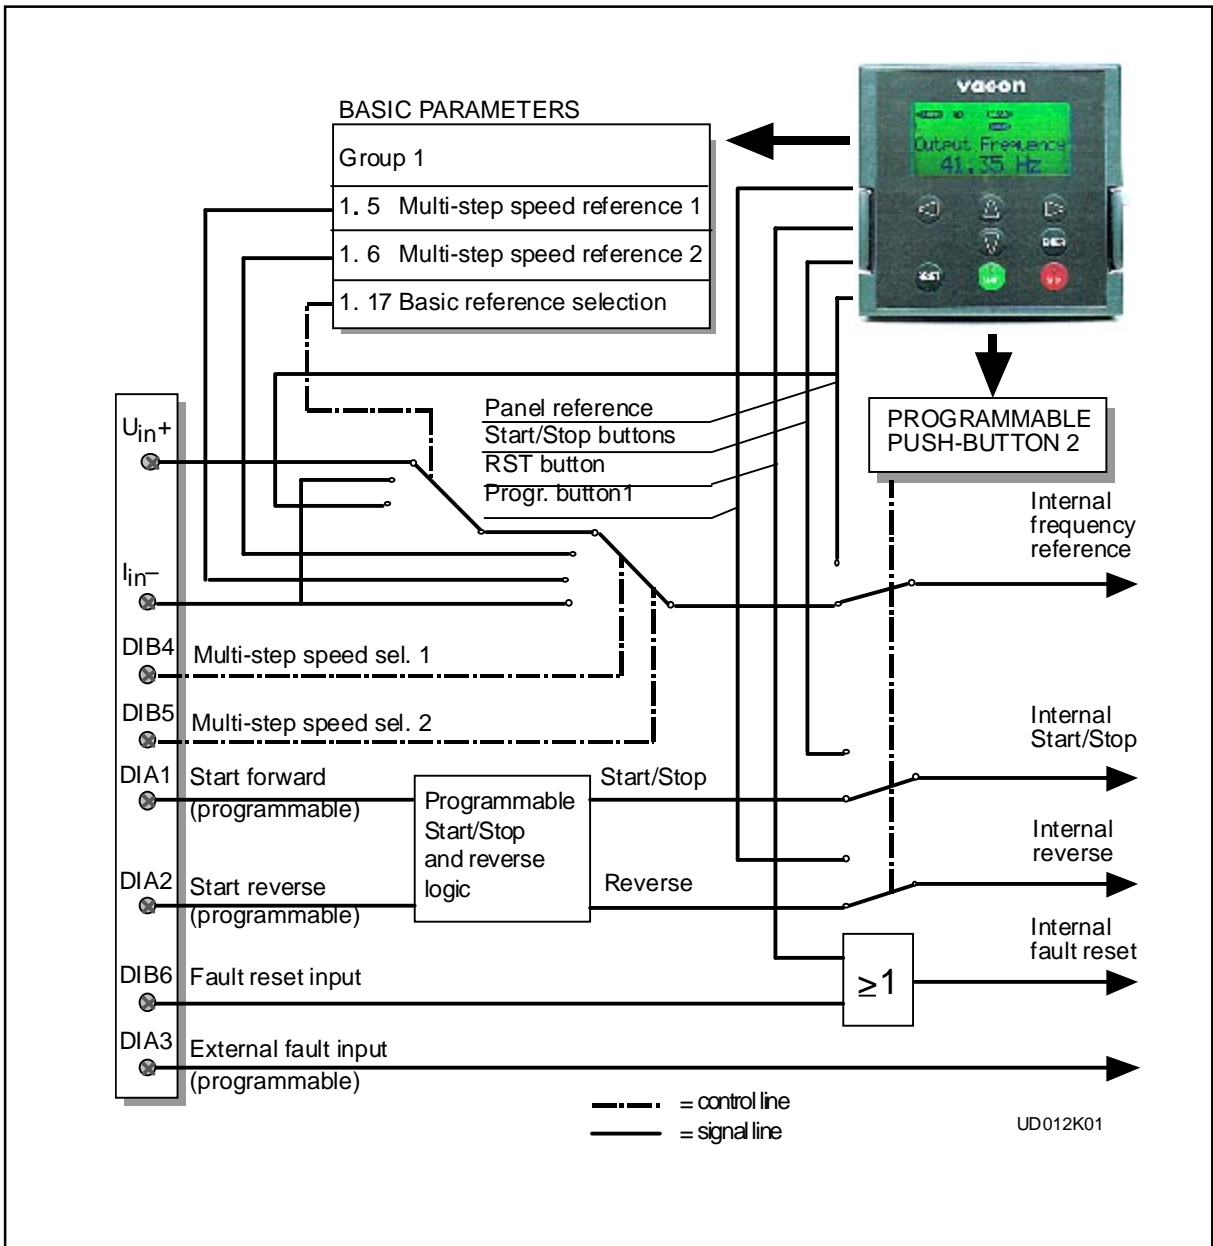 vacon
Output Frequence
41.35 Hz
RESET
BASIC PARAMETERS
Group 1
1. 5 Multi-step speed reference 1
1. 6 Multi-step speed reference 2
1. 17 Basic reference selection
PROGRAMMABLE
PUSH-BUTTON 2
Panel reference
Start/Stop buttons
RST button
Progr. button1
Uin+
Iin–
DIB4
Multi-step speed sel. 1
DIB5
Multi-step speed sel. 2
DIA1
Start forward
(programmable)
DIA2
Start reverse
(programmable)
DIB6
Fault reset input
DIA3
External fault input
(programmable)
Programmable
Start/Stop
and reverse
logic
Start/Stop
Reverse
≥1
Internal
frequency
reference
Internal
Start/Stop
Internal
reverse
Internal
fault reset
= control line
= signal line
UD012K01